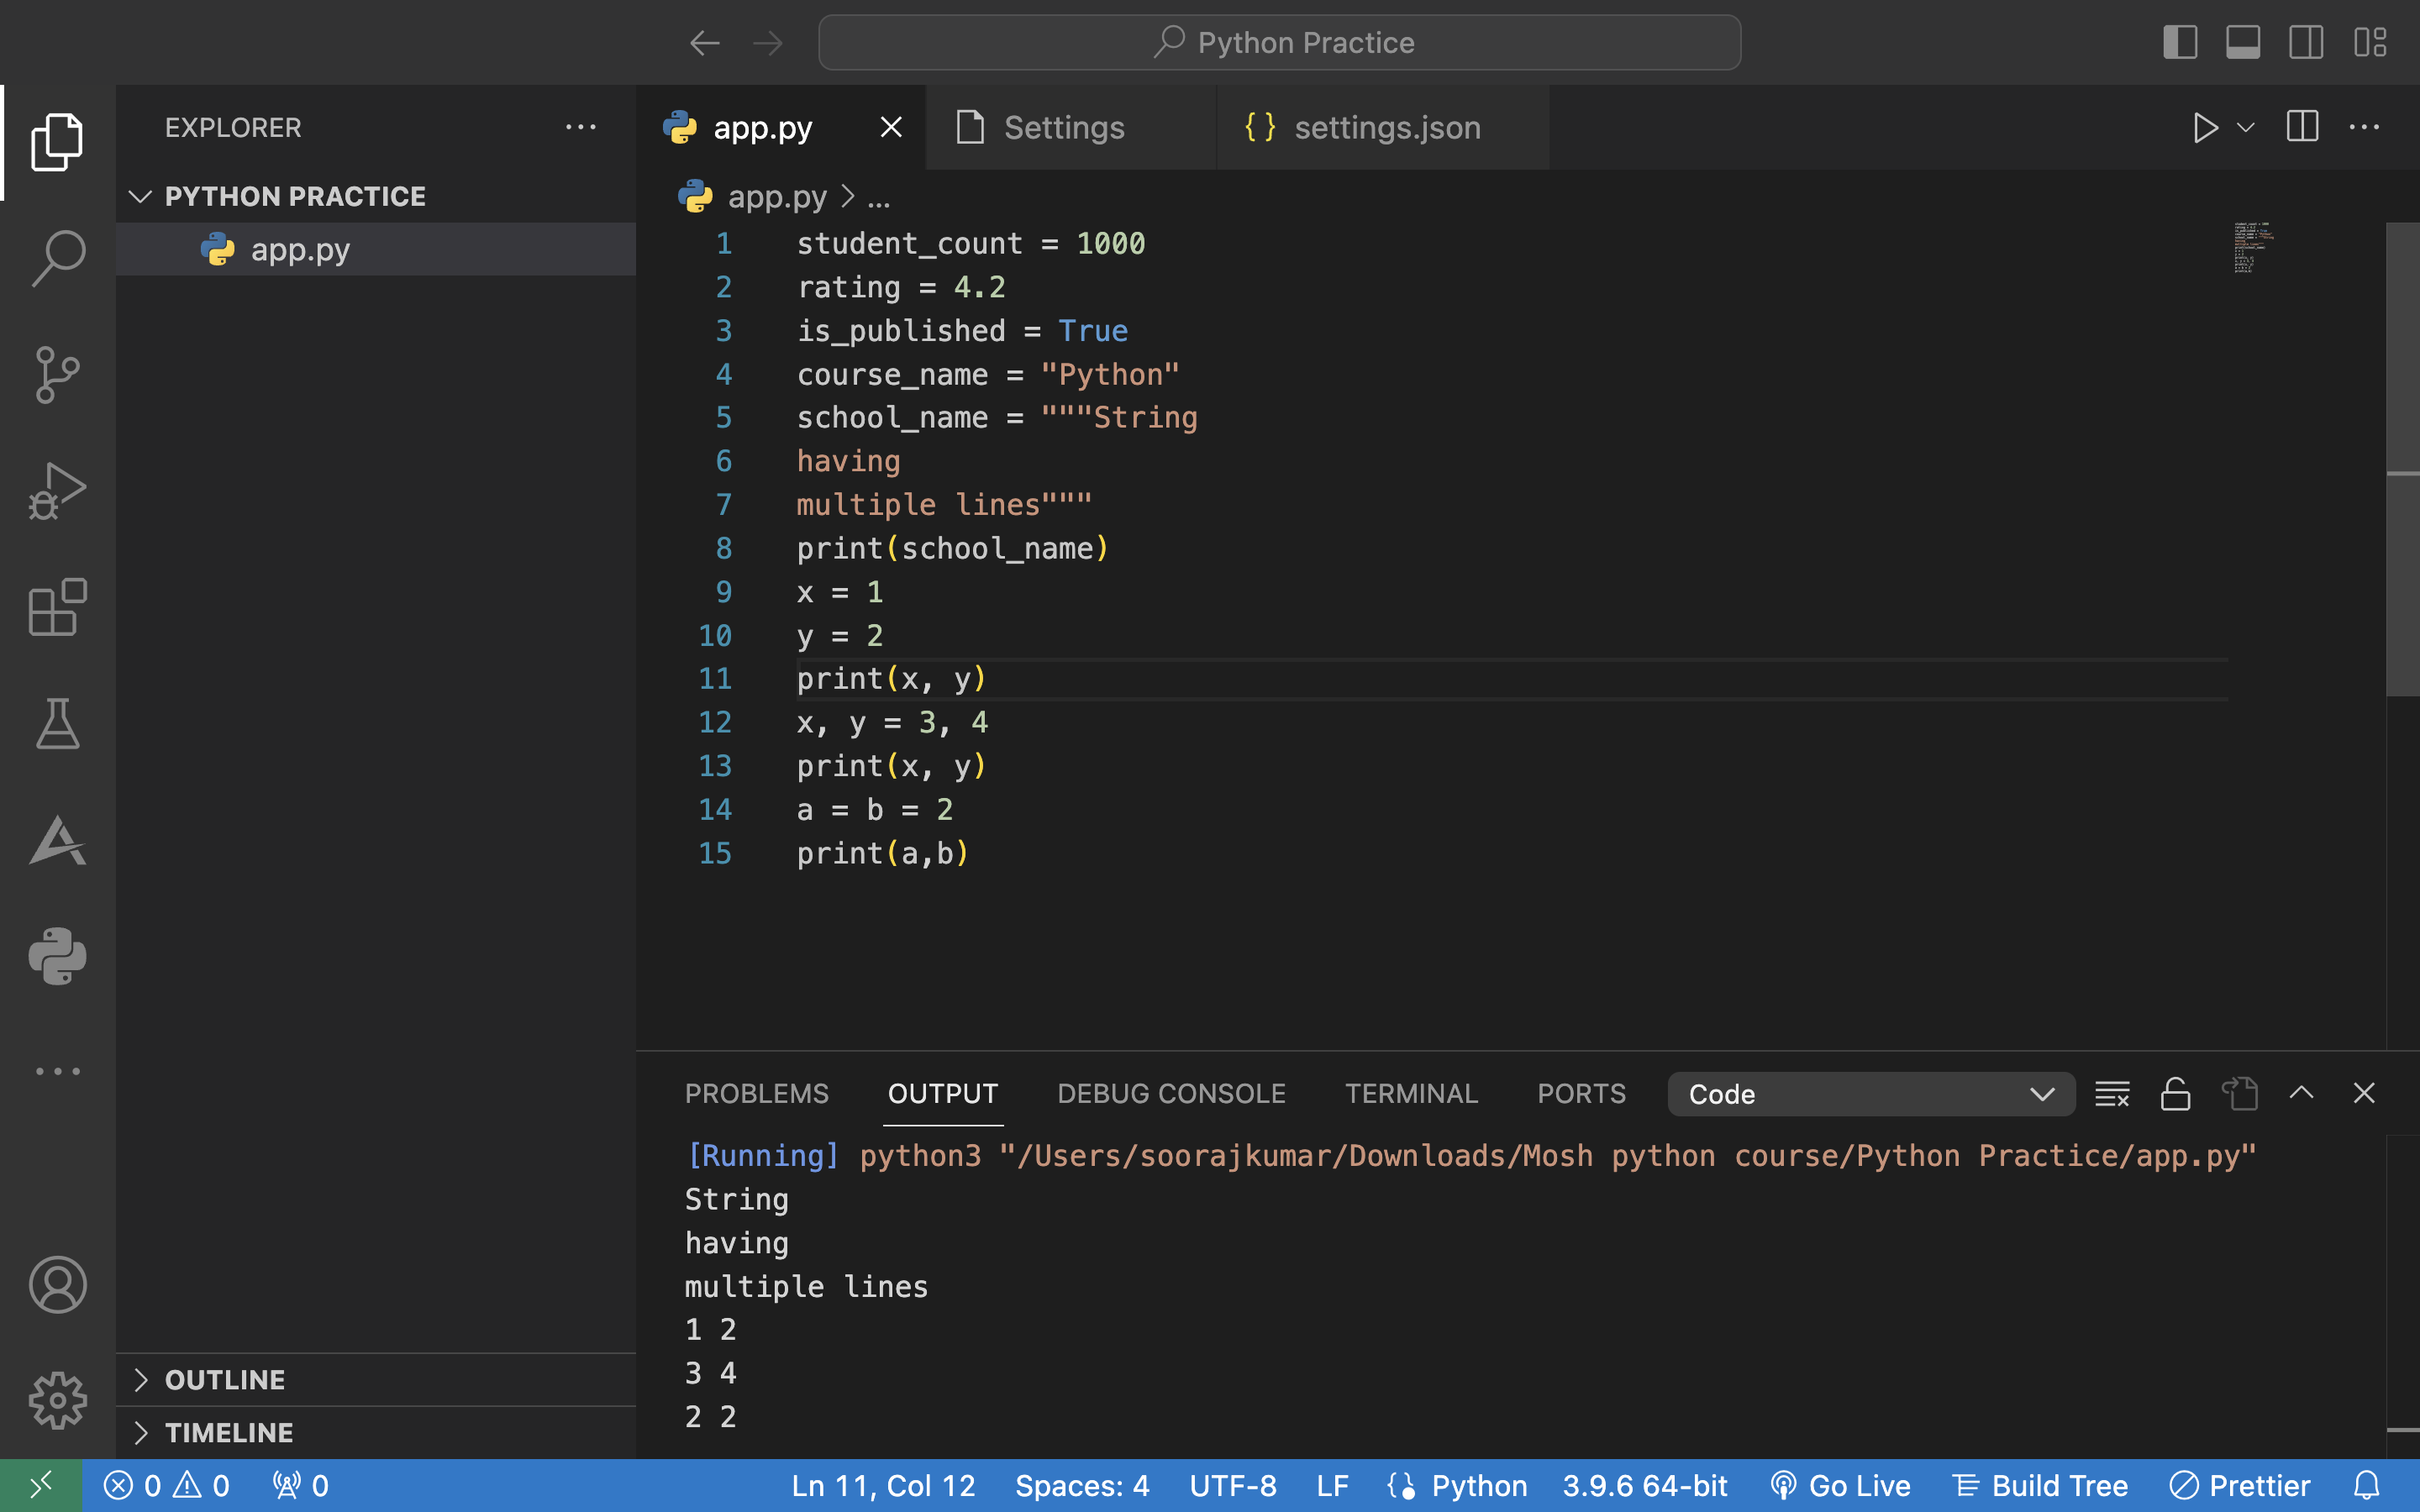 Python Practice
EXPLORER
PYTHON PRACTICE
app.py
OUTLINE
TIMELINE
app.py
Settings
{} settings.json
app.py > ...
1 student_count = 1000
2 rating = 4.2
3 is_published = True
4 course_name = "Python"
5 school_name = """String
6 having
7 multiple lines"""
8 print(school_name)
9 x = 1
10 y = 2
11 print(x, y)
12 x, y = 3, 4
13 print(x, y)
14 a = b = 2
15 print(a,b)
PROBLEMS OUTPUT DEBUG CONSOLE TERMINAL PORTS Code
[Running] python3 "/Users/soorajkumar/Downloads/Mosh python course/Python Practice/app.py"
String
having
multiple lines
1 2
3 4
2 2
0 0 0 Ln 11, Col 12 Spaces: 4 UTF-8 LF Python 3.9.6 64-bit Go Live Build Tree Prettier